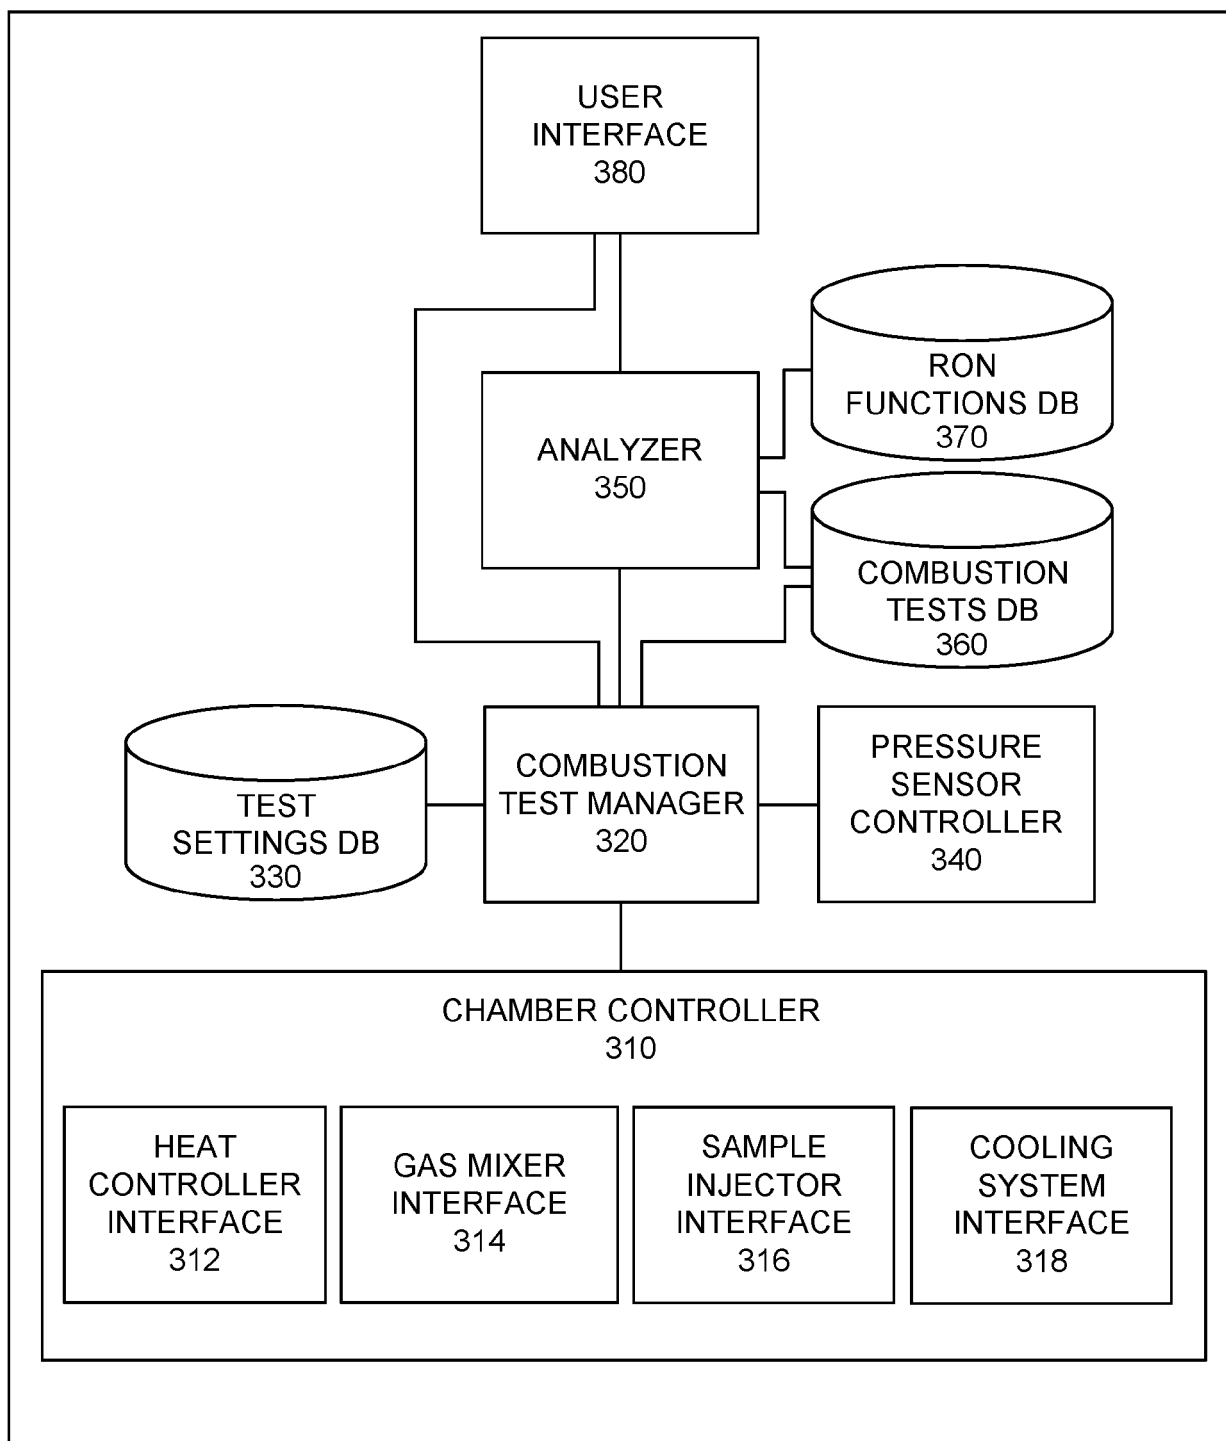 USER
INTERFACE
380
RON
FUNCTIONS DB
370
ANALYZER
350
COMBUSTION
TESTS DB
360
TEST
SETTINGS DB
330
COMBUSTION
TEST MANAGER
320
PRESSURE
SENSOR
CONTROLLER
340
CHAMBER CONTROLLER
310
HEAT
CONTROLLER
INTERFACE
312
GAS MIXER
INTERFACE
314
SAMPLE
INJECTOR
INTERFACE
316
COOLING
SYSTEM
INTERFACE
318